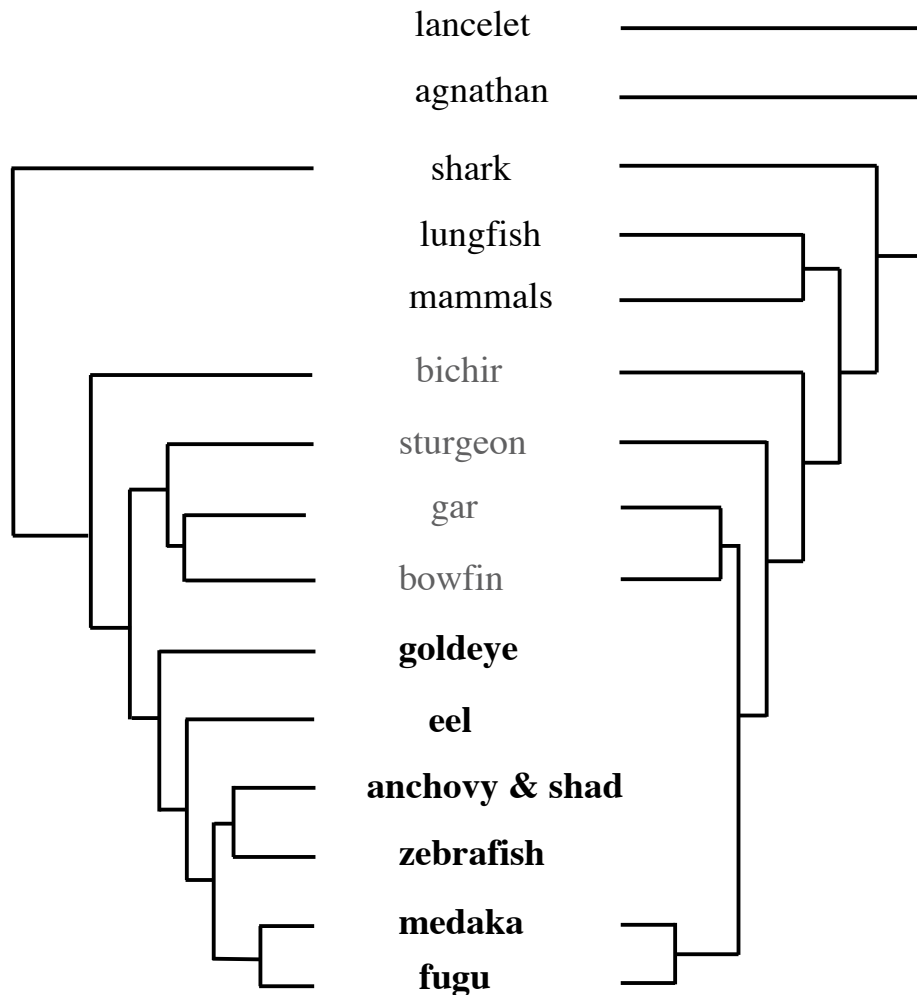 lancelet
agnathan
shark
lungfish
mammals
bichir
sturgeon
gar
bowfin
goldeye
eel
anchovy & shad
zebrafish
medaka
fugu